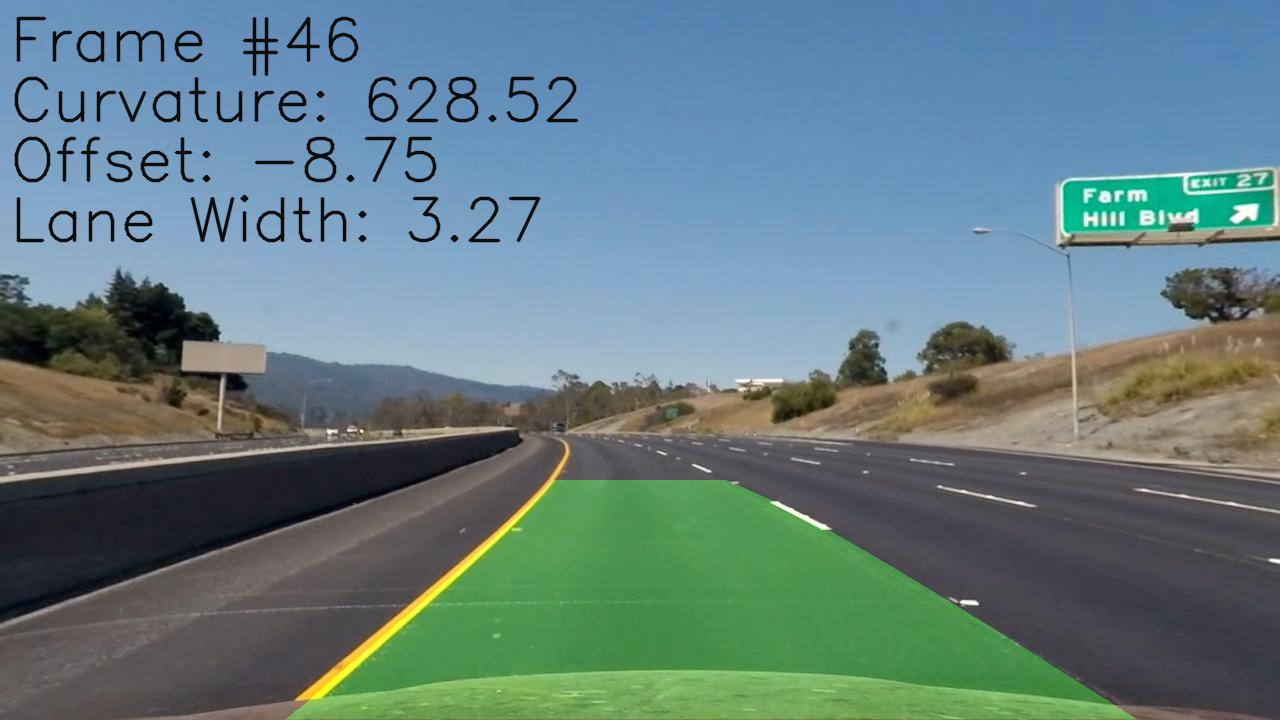 Frame #46
Curvature: 628.52
Offset: -8.75
Lane Width: 3.27
EXIT 27
Farm
Hill Blvd